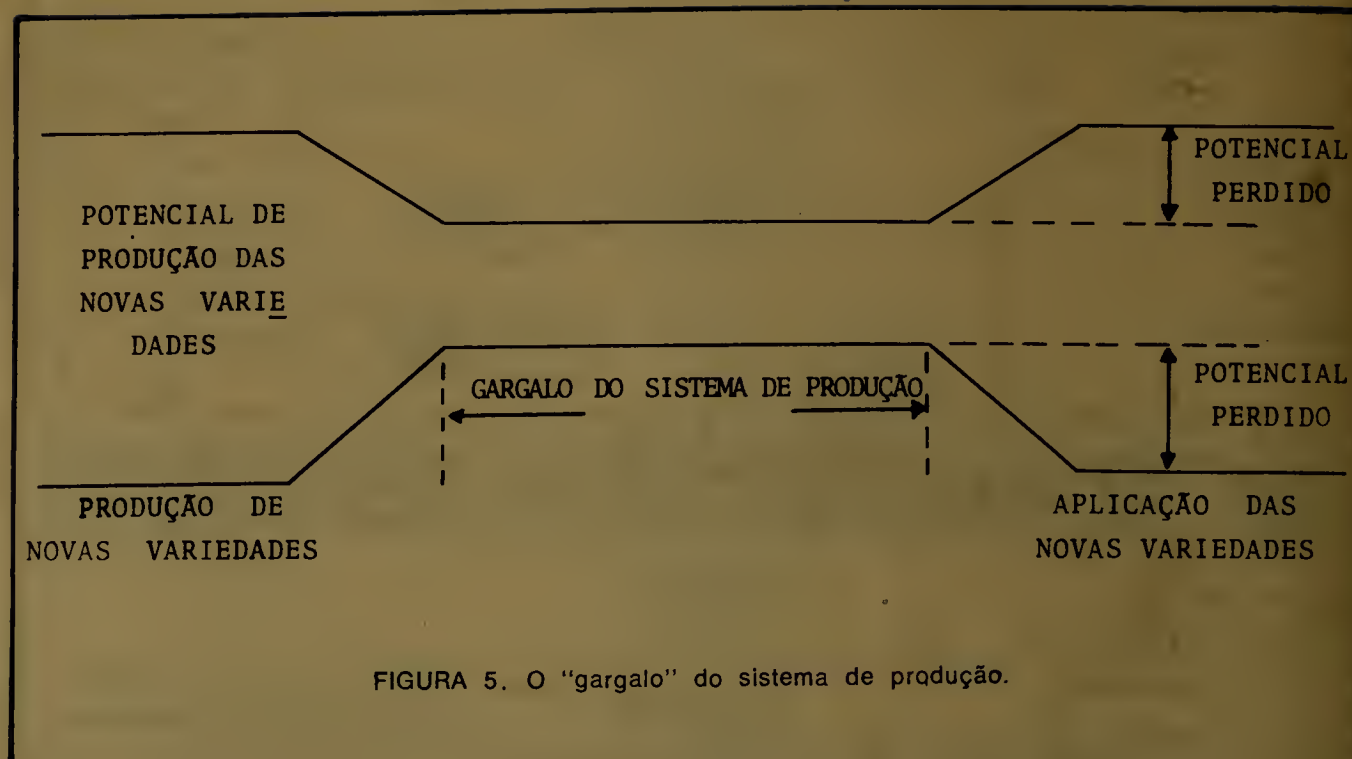 POTENCIAL DE
PRODUÇÃO DAS
NOVAS VARIE
DADES
POTENCIAL
PERDIDO
GARGALO DO SISTEMA DE PRODUÇÃO
POTENCIAL
PERDIDO
PRODUÇÃO DE
NOVAS VARIEDADES
APLICAÇÃO DAS
NOVAS VARIEDADES
FIGURA 5. O "gargalo" do sistema de produção.